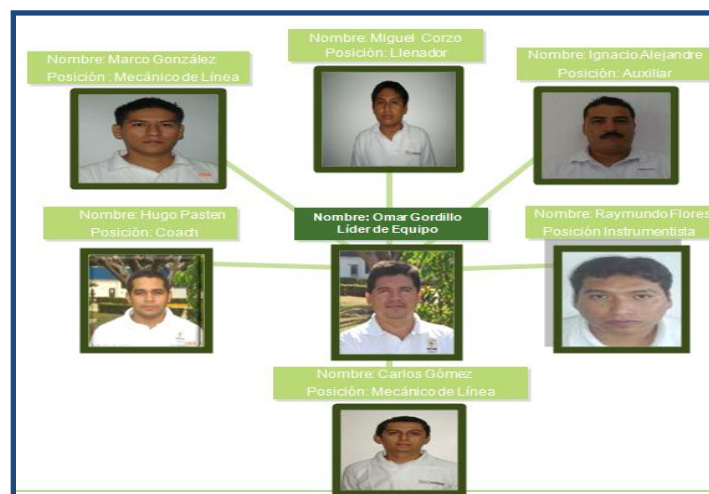 Nombre: Miguel Corzo
Posición: Llenador
Nombre: Marco González
Posición : Mecánico de Línea
Nombre: Ignacio Alejandre
Posición: Auxiliar
Nombre: Hugo Pasten
Posición: Coach
Nombre: Omar Gordillo
Líder de Equipo
Nombre: Raymundo Flores
Posición Instrumentista
Nombre: Carlos Gómez
Posición: Mecánico de Línea